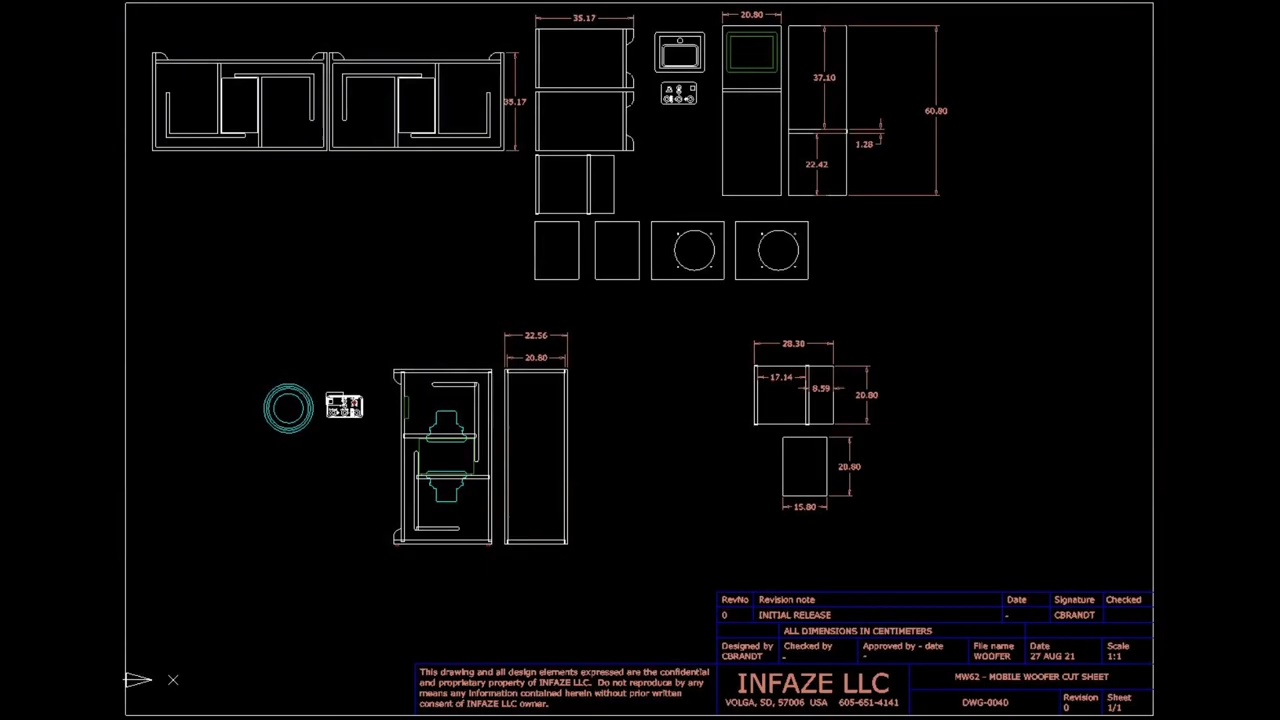 35.17
20.80
35.17
37.10
60.80
1.28
22.42
22.56
20.80
28.30
17.14
8.59
20.80
20.80
15.80
RevNo Revision note Date Signature Checked
0 INITIAL RELEASE - CBRANDT
ALL DIMENSIONS IN CENTIMETERS
Designed by Checked by Approved by - date File name Date Scale
CBRANDT - - WOOFER 27 AUG 21 1:1
This drawing and all design elements expressed are the confidential
and proprietary property of INFAZE LLC. Do not reproduce by any
means any information contained herein without prior written
consent of INFAZE LLC owner.
INFAZE LLC
VOLGA, SD, 57006 USA 605-651-4141
MW62 - MOBILE WOOFER CUT SHEET
DWG-0040
Revision Sheet
0 1/1